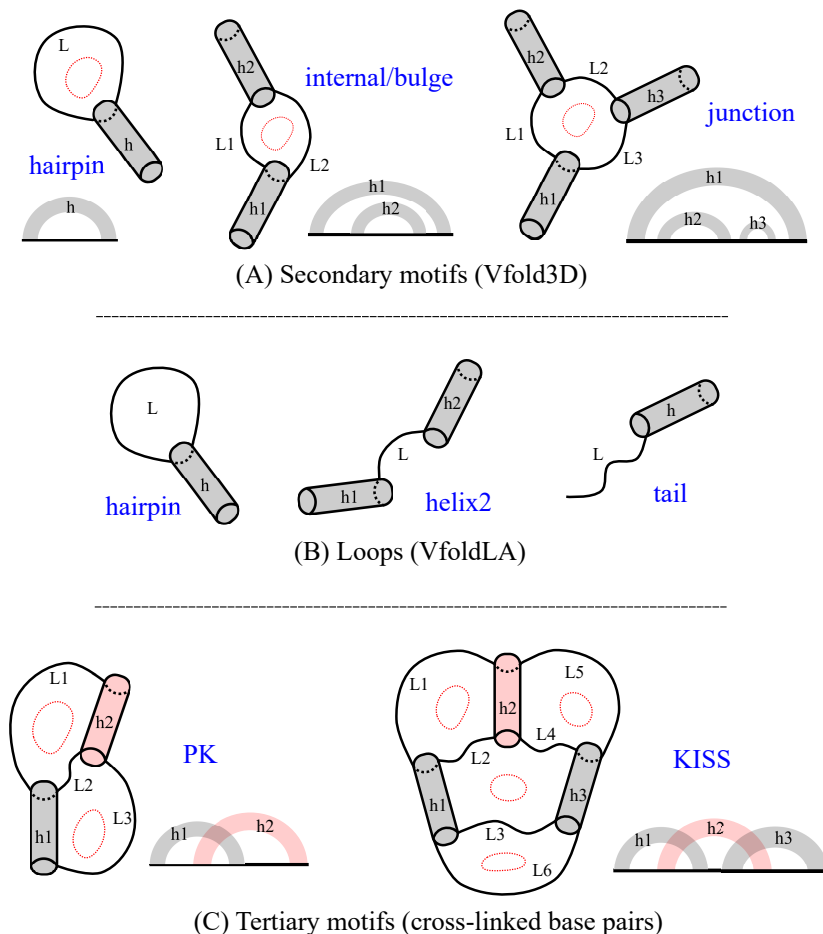 L
h
hairpin
h
h2
internal/bulge
L1
L2
h1
h1
h2
h2
L2
h3
junction
L1
L3
h1
h1
h2
h3
(A) Secondary motifs (Vfold3D)
L
h
hairpin
h2
L
h1
helix2
h
L
tail
(B) Loops (VfoldLA)
L1
h2
PK
L2
L3
h1
h1
h2
L1
L5
h2
L4
L2
KISS
h1
h3
L3
L6
h1
h2
h3
(C) Tertiary motifs (cross-linked base pairs)